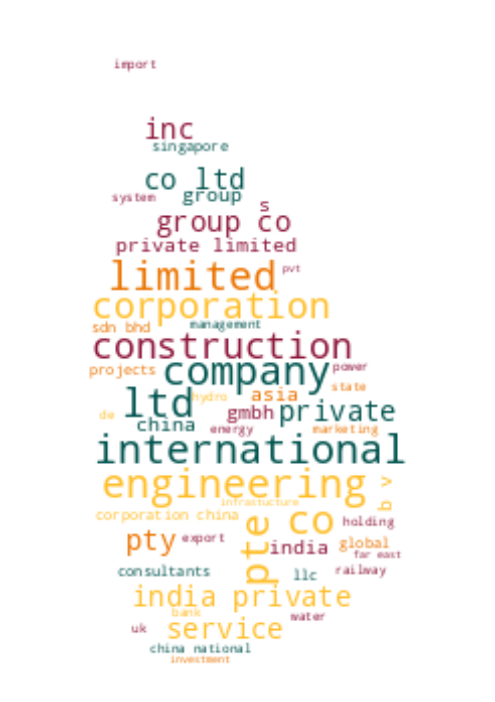 import
inc
singapore
co ltd
system group
s
group co
private limited
limited pvt
corporation
sdn bhd management
construction
projects company power
state
hydro asia
ltd
de gmbh private
china energy marketing
international
engineering
b v
infrastucture
corporation china
co holding
pte
pty export india global
far east
consultants llc railway
india private
bank water
uk service
china national
investment